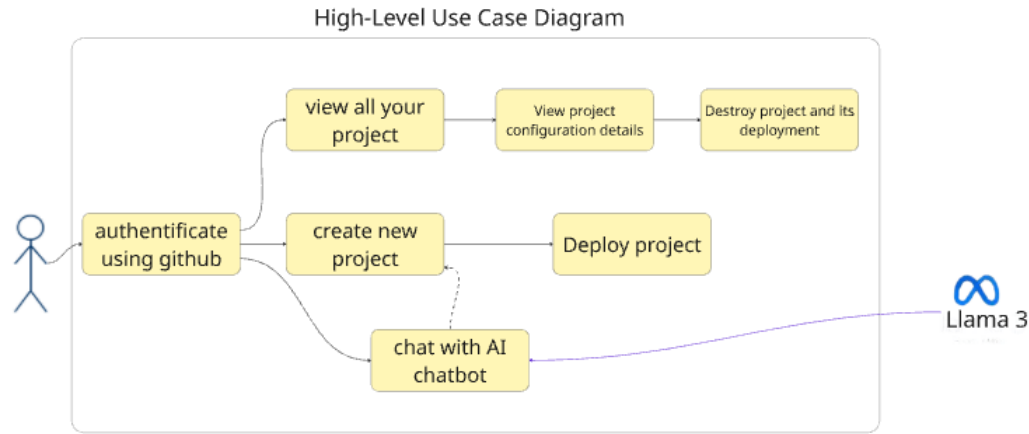 High-Level Use Case Diagram
view all your
project
View project
configuration details
Destroy project and its
deployment
authentificate
using github
create new
project
Deploy project
Llama 3
chat with AI
chatbot